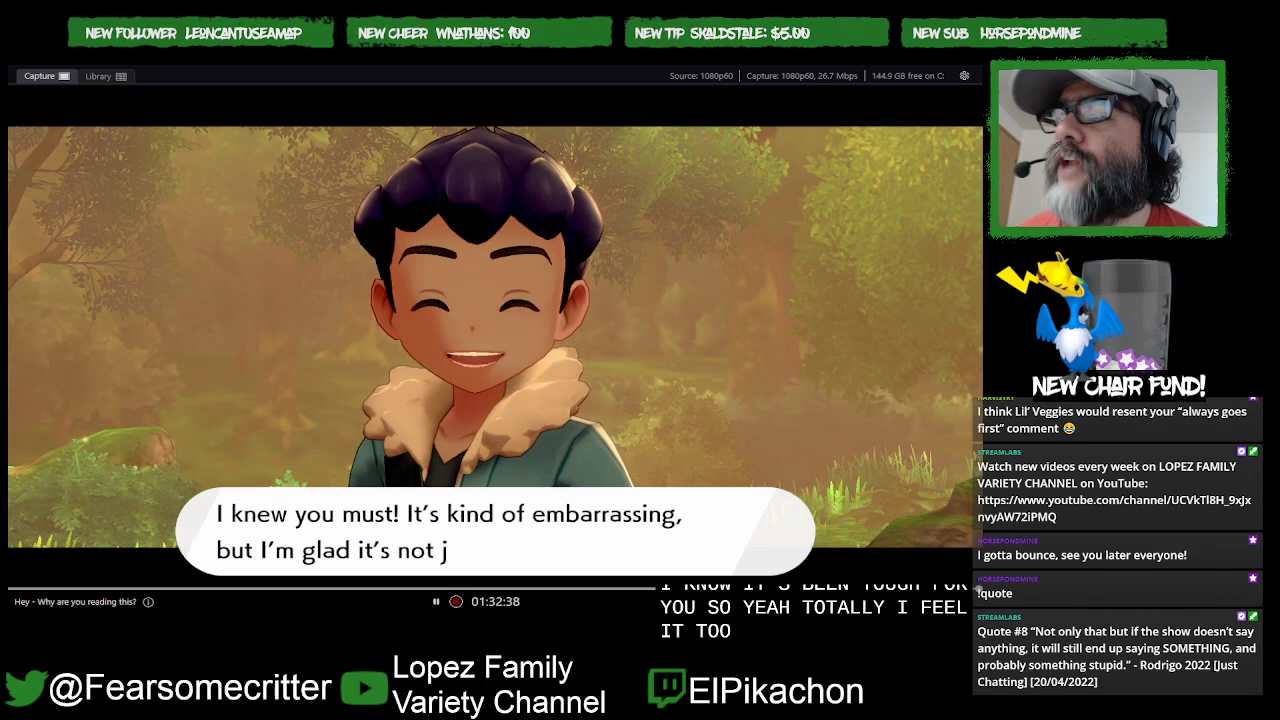 NEW FOLLOWER LEONCANTUSEAMAP
NEW CHEER WNATHANS: 100
NEW TIP SKALDSTALE: $5.00
NEW SUB HORSEPONDMINE
Capture
Library
Source: 1080p60
Capture: 1080p60, 26.7 Mbps
144.9 GB free on C:
NEW CHAIR FUND!
I think Lil’ Veggies would resent your “always goes
first” comment 😂
STREAMLABS
Watch new videos every week on LOPEZ FAMILY
VARIETY CHANNEL on YouTube:
https://www.youtube.com/channel/UCVkTl8H_9xJx
nvyAW72iPMQ
HORSEPONDMINE
I gotta bounce, see you later everyone!
HORSEPONDMINE
!quote
STREAMLABS
Quote #8 “Not only that but if the show doesn’t say
anything, it will still end up saying SOMETHING, and
probably something stupid.” - Rodrigo 2022 [Just
Chatting] [20/04/2022]
I knew you must! It’s kind of embarrassing,
but I’m glad it’s not j
Hey - Why are you reading this?
01:32:38
I KNOW IT'S BEEN TOUGH FOR
YOU SO YEAH TOTALLY I FEEL
IT TOO
@Fearsomecritter
Lopez Family
Variety Channel
ElPikachon